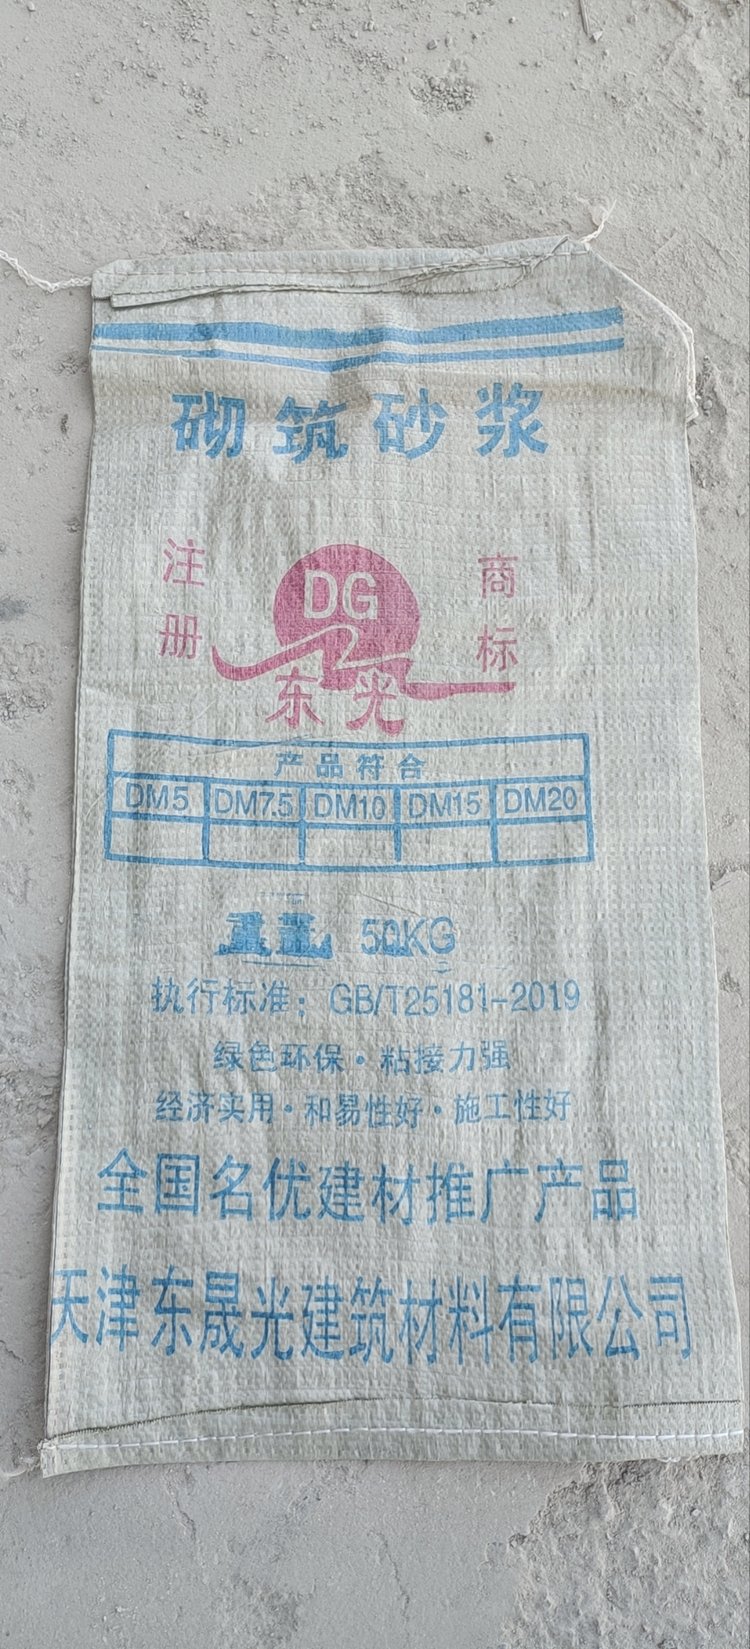 砌筑砂浆
注册
商标
DG
东光
产品符合
DM5 DM7.5 DM10 DM15 DM20
50KG
执行标准：GB/T25181-2019
绿色环保·粘接力强
经济实用·和易性好·施工性好
全国名优建材推广产品
天津东晟光建筑材料有限公司